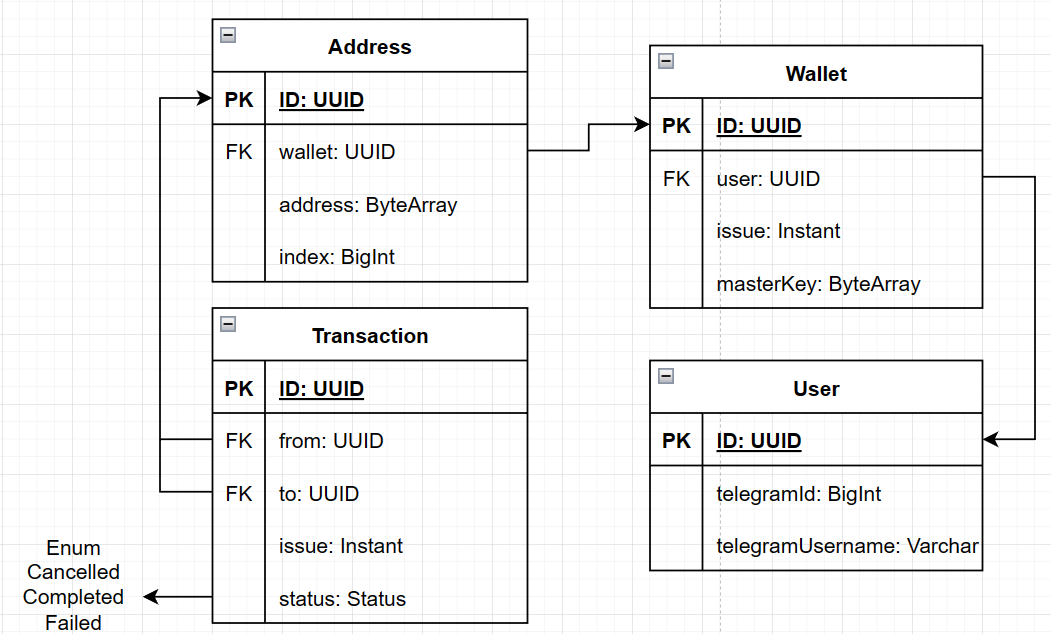 Address
PK ID: UUID
FK wallet: UUID
address: ByteArray
index: BigInt
Wallet
PK ID: UUID
FK user: UUID
issue: Instant
masterKey: ByteArray
Transaction
PK ID: UUID
FK from: UUID
FK to: UUID
issue: Instant
status: Status
Enum
Cancelled
Completed
Failed
User
PK ID: UUID
telegramId: BigInt
telegramUsername: Varchar